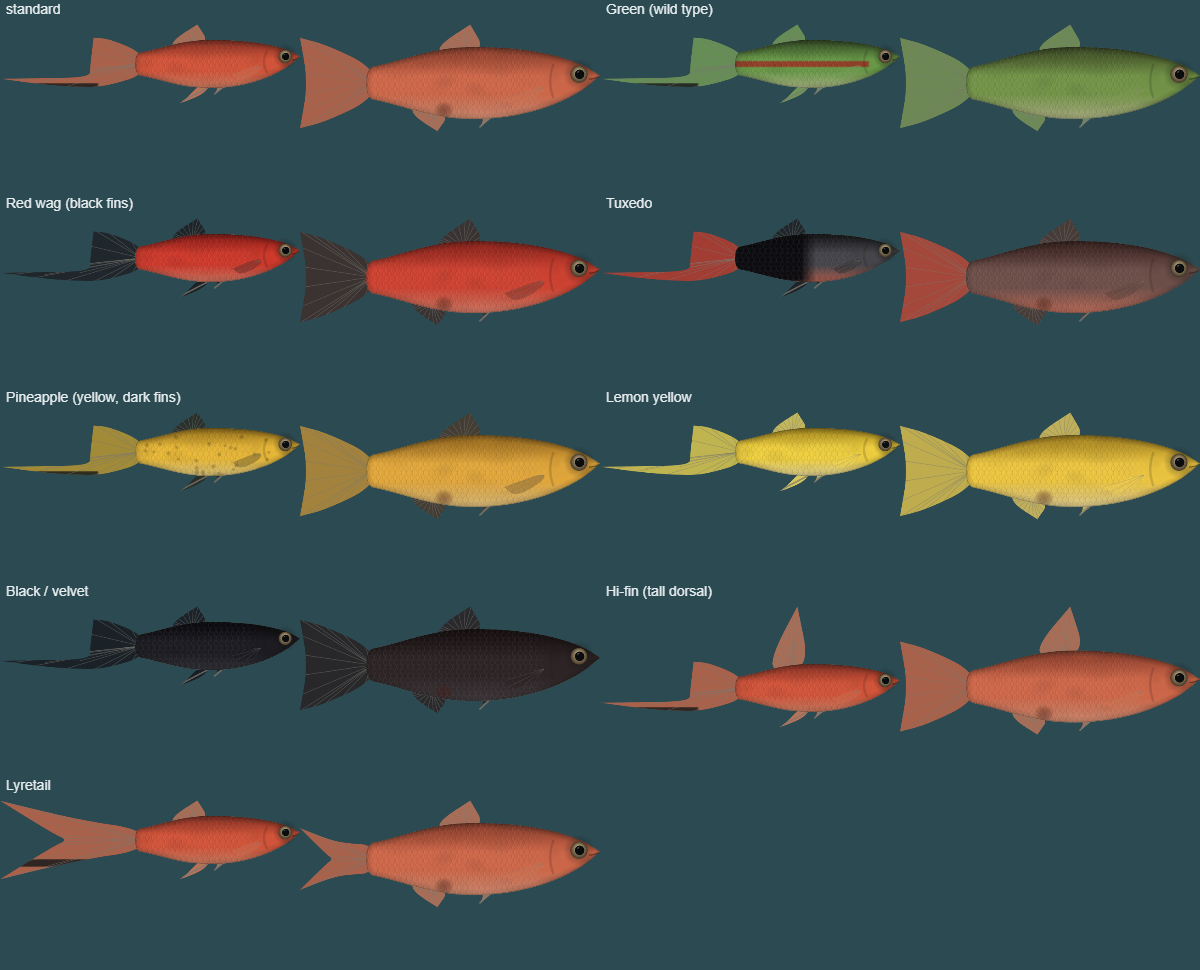 standard
Green (wild type)
Red wag (black fins)
Tuxedo
Pineapple (yellow, dark fins)
Lemon yellow
Black / velvet
Hi-fin (tall dorsal)
Lyretail